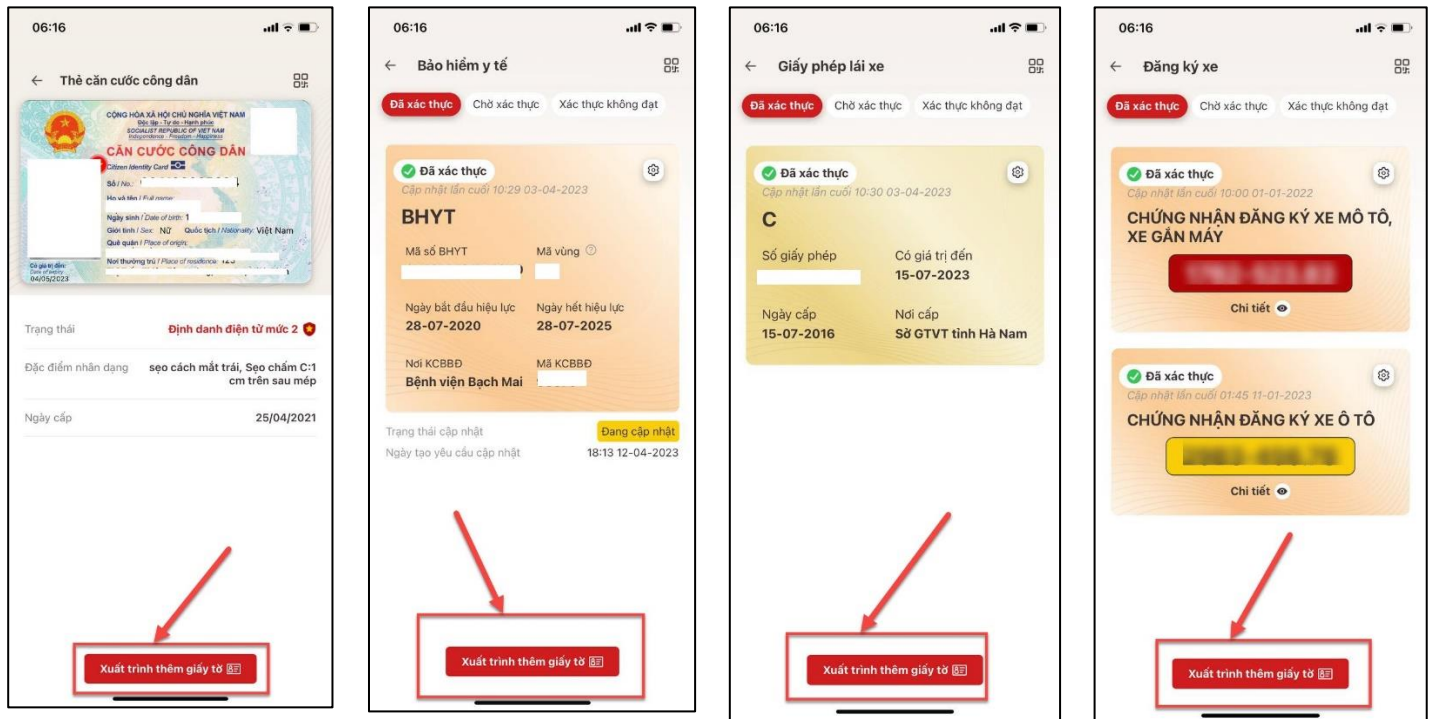 06:16
Thẻ căn cước công dân
CỘNG HÒA XÃ HỘI CHỦ NGHĨA VIỆT NAM
Độc lập - Tự do - Hạnh phúc
SOCIALIST REPUBLIC OF VIET NAM
Independence - Freedom - Happiness
CĂN CƯỚC CÔNG DÂN
Citizen Identity Card
Số / No.:
Họ và tên / Full name:
Ngày sinh / Date of birth: 1
Giới tính / Sex: NỮ Quốc tịch / Nationality: Việt Nam
Quê quán / Place of origin:
Nơi thường trú / Place of residence:
Có giá trị đến:
Date of expiry
04/05/2023
Trạng thái Định danh điện tử mức 2
Đặc điểm nhân dạng sẹo cách mắt trái, Sẹo chấm C:1
cm trên sau mép
Ngày cấp 25/04/2021
Xuất trình thêm giấy tờ
06:16
Bảo hiểm y tế
Đã xác thực Chờ xác thực Xác thực không đạt
Đã xác thực
Cập nhật lần cuối 10:29 03-04-2023
BHYT
Mã số BHYT Mã vùng
Ngày bắt đầu hiệu lực Ngày hết hiệu lực
28-07-2020 28-07-2025
Nơi KCBBĐ Mã KCBBĐ
Bệnh viện Bạch Mai
Trạng thái cập nhật Đang cập nhật
Ngày tạo yêu cầu cập nhật 18:13 12-04-2023
Xuất trình thêm giấy tờ
06:16
Giấy phép lái xe
Đã xác thực Chờ xác thực Xác thực không đạt
Đã xác thực
Cập nhật lần cuối 10:30 03-04-2023
C
Số giấy phép Có giá trị đến
15-07-2023
Ngày cấp Nơi cấp
15-07-2016 Sở GTVT tỉnh Hà Nam
Xuất trình thêm giấy tờ
06:16
Đăng ký xe
Đã xác thực Chờ xác thực Xác thực không đạt
Đã xác thực
Cập nhật lần cuối 10:00 01-01-2022
CHỨNG NHẬN ĐĂNG KÝ XE MÔ TÔ,
XE GẮN MÁY
Chi tiết
Đã xác thực
Cập nhật lần cuối 01:45 11-01-2023
CHỨNG NHẬN ĐĂNG KÝ XE Ô TÔ
Chi tiết
Xuất trình thêm giấy tờ